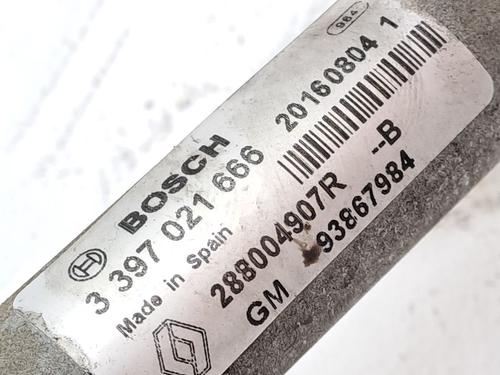 984
BOSCH
3 397 021 666 20160804 1
Made in Spain
288004907R --B
GM 93867984